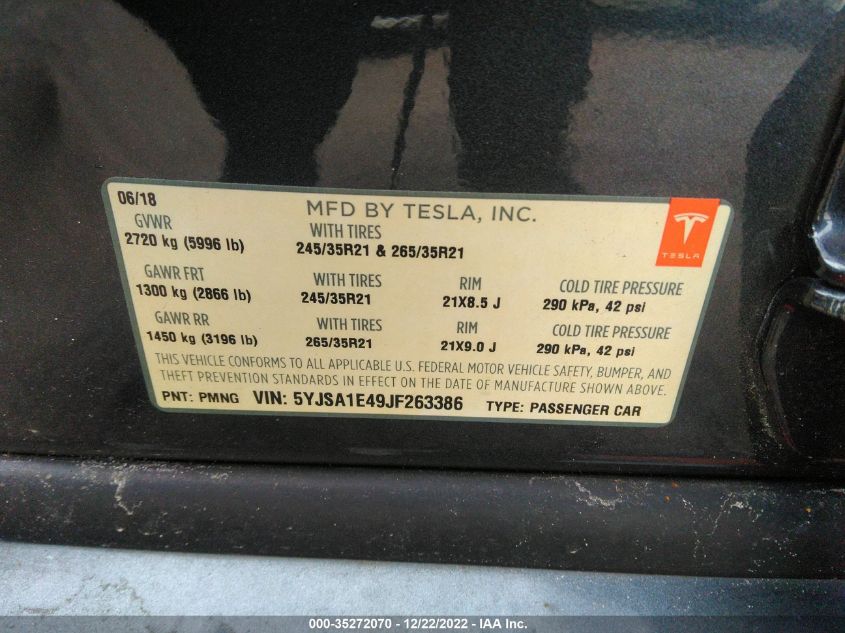 06/18
MFD BY TESLA, INC.
TESLA
GVWR WITH TIRES
2720 kg (5996 lb) 245/35R21 & 265/35R21
GAWR FRT WITH TIRES RIM COLD TIRE PRESSURE
1300 kg (2866 lb) 245/35R21 21X8.5 J 290 kPa, 42 psi
GAWR RR WITH TIRES RIM COLD TIRE PRESSURE
1450 kg (3196 lb) 265/35R21 21X9.0 J 290 kPa, 42 psi
THIS VEHICLE CONFORMS TO ALL APPLICABLE U.S. FEDERAL MOTOR VEHICLE SAFETY, BUMPER, AND
THEFT PREVENTION STANDARDS IN EFFECT ON THE DATE OF MANUFACTURE SHOWN ABOVE.
PNT: PMNG VIN: 5YJSA1E49JF263386 TYPE: PASSENGER CAR
000-35272070 - 12/22/2022 - IAA Inc.